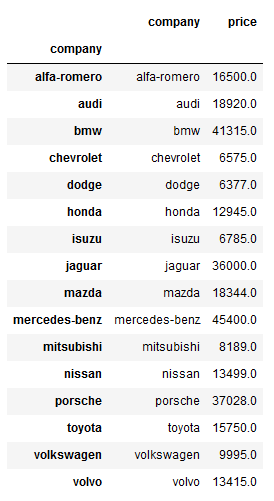 company price
company
alfa-romero alfa-romero 16500.0
audi audi 18920.0
bmw bmw 41315.0
chevrolet chevrolet 6575.0
dodge dodge 6377.0
honda honda 12945.0
isuzu isuzu 6785.0
jaguar jaguar 36000.0
mazda mazda 18344.0
mercedes-benz mercedes-benz 45400.0
mitsubishi mitsubishi 8189.0
nissan nissan 13499.0
porsche porsche 37028.0
toyota toyota 15750.0
volkswagen volkswagen 9995.0
volvo volvo 13415.0